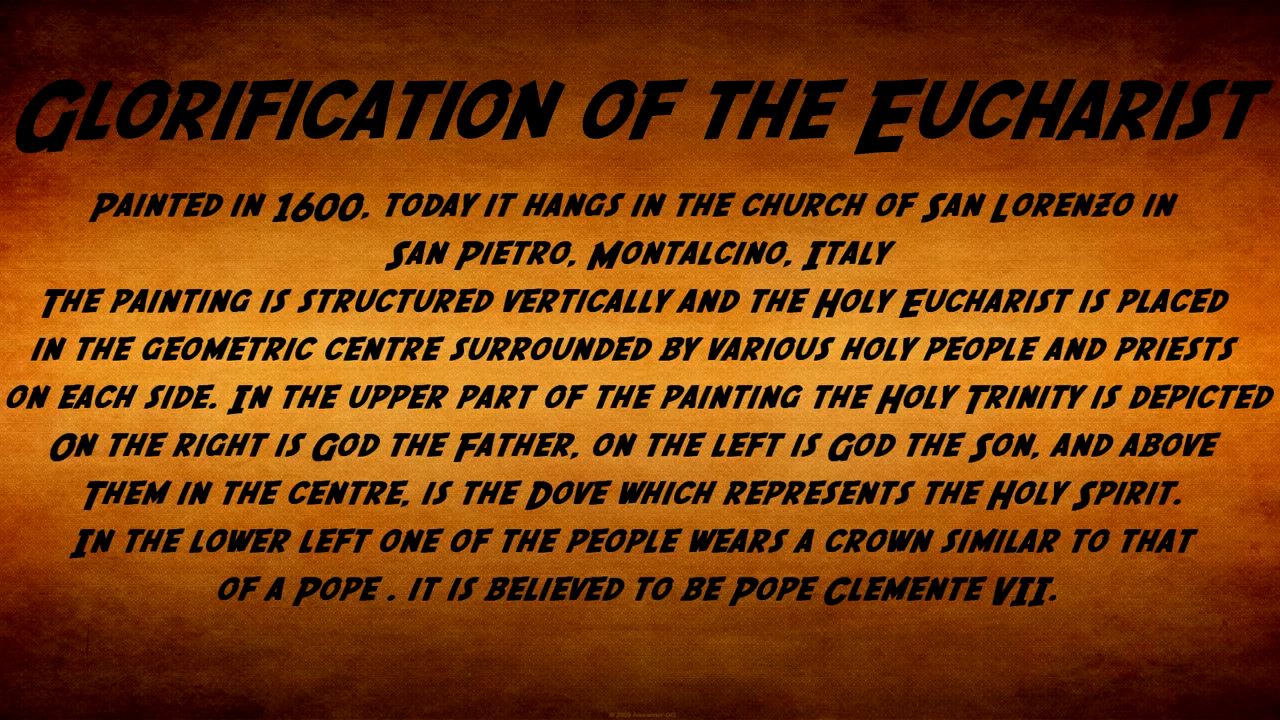 Glorification of the Eucharist
Painted in 1600, today it hangs in the church of San Lorenzo in
San Pietro, Montalcino, Italy
The painting is structured vertically and the Holy Eucharist is placed
in the geometric centre surrounded by various holy people and priests
on each side. In the upper part of the painting the Holy Trinity is depicted
On the right is God the Father, on the left is God the Son, and above
Them in the centre, is the Dove which represents the Holy Spirit.
In the lower left one of the people wears a crown similar to that
of a Pope . it is believed to be Pope Clemente VII.